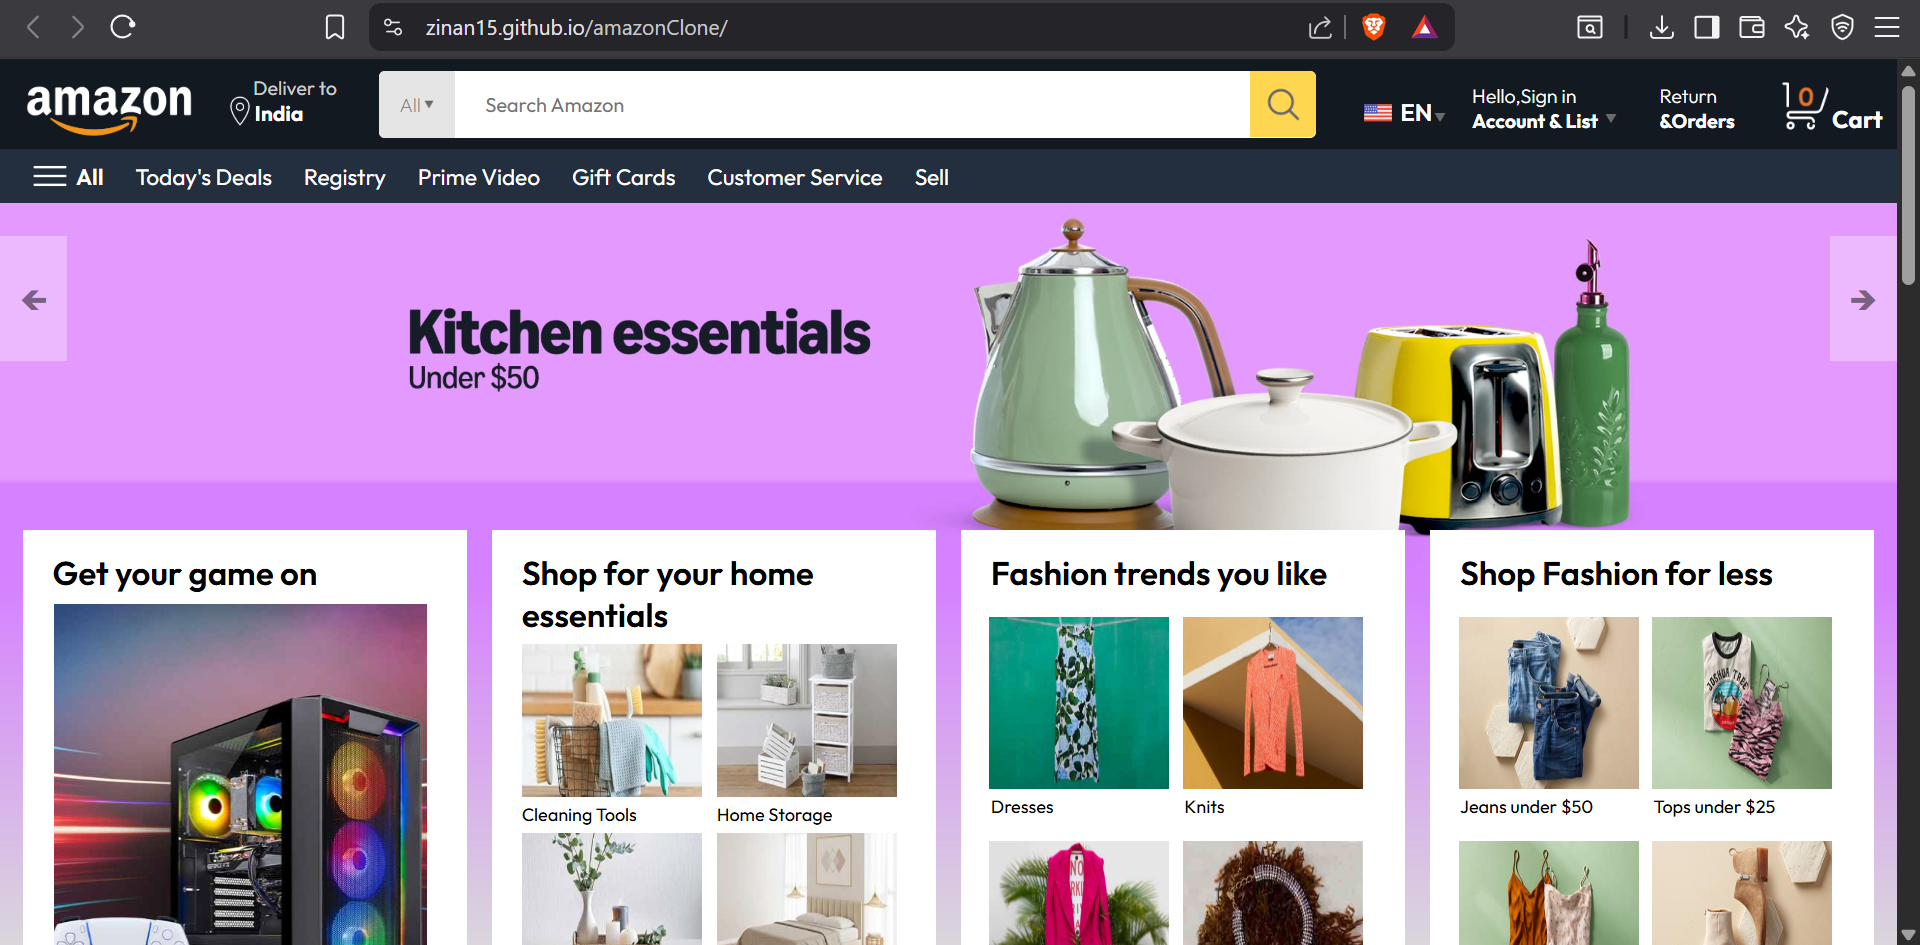 zinan15.github.io/amazonClone/
amazon
Deliver to
India
All
Search Amazon
EN
Hello,Sign in
Account & List
Return
&Orders
0
Cart
All
Today's Deals
Registry
Prime Video
Gift Cards
Customer Service
Sell
Kitchen essentials
Under $50
Get your game on
Shop for your home
essentials
Cleaning Tools
Home Storage
Fashion trends you like
Dresses
Knits
Shop Fashion for less
JOSHUA TREE
Jeans under $50
Tops under $25
NO